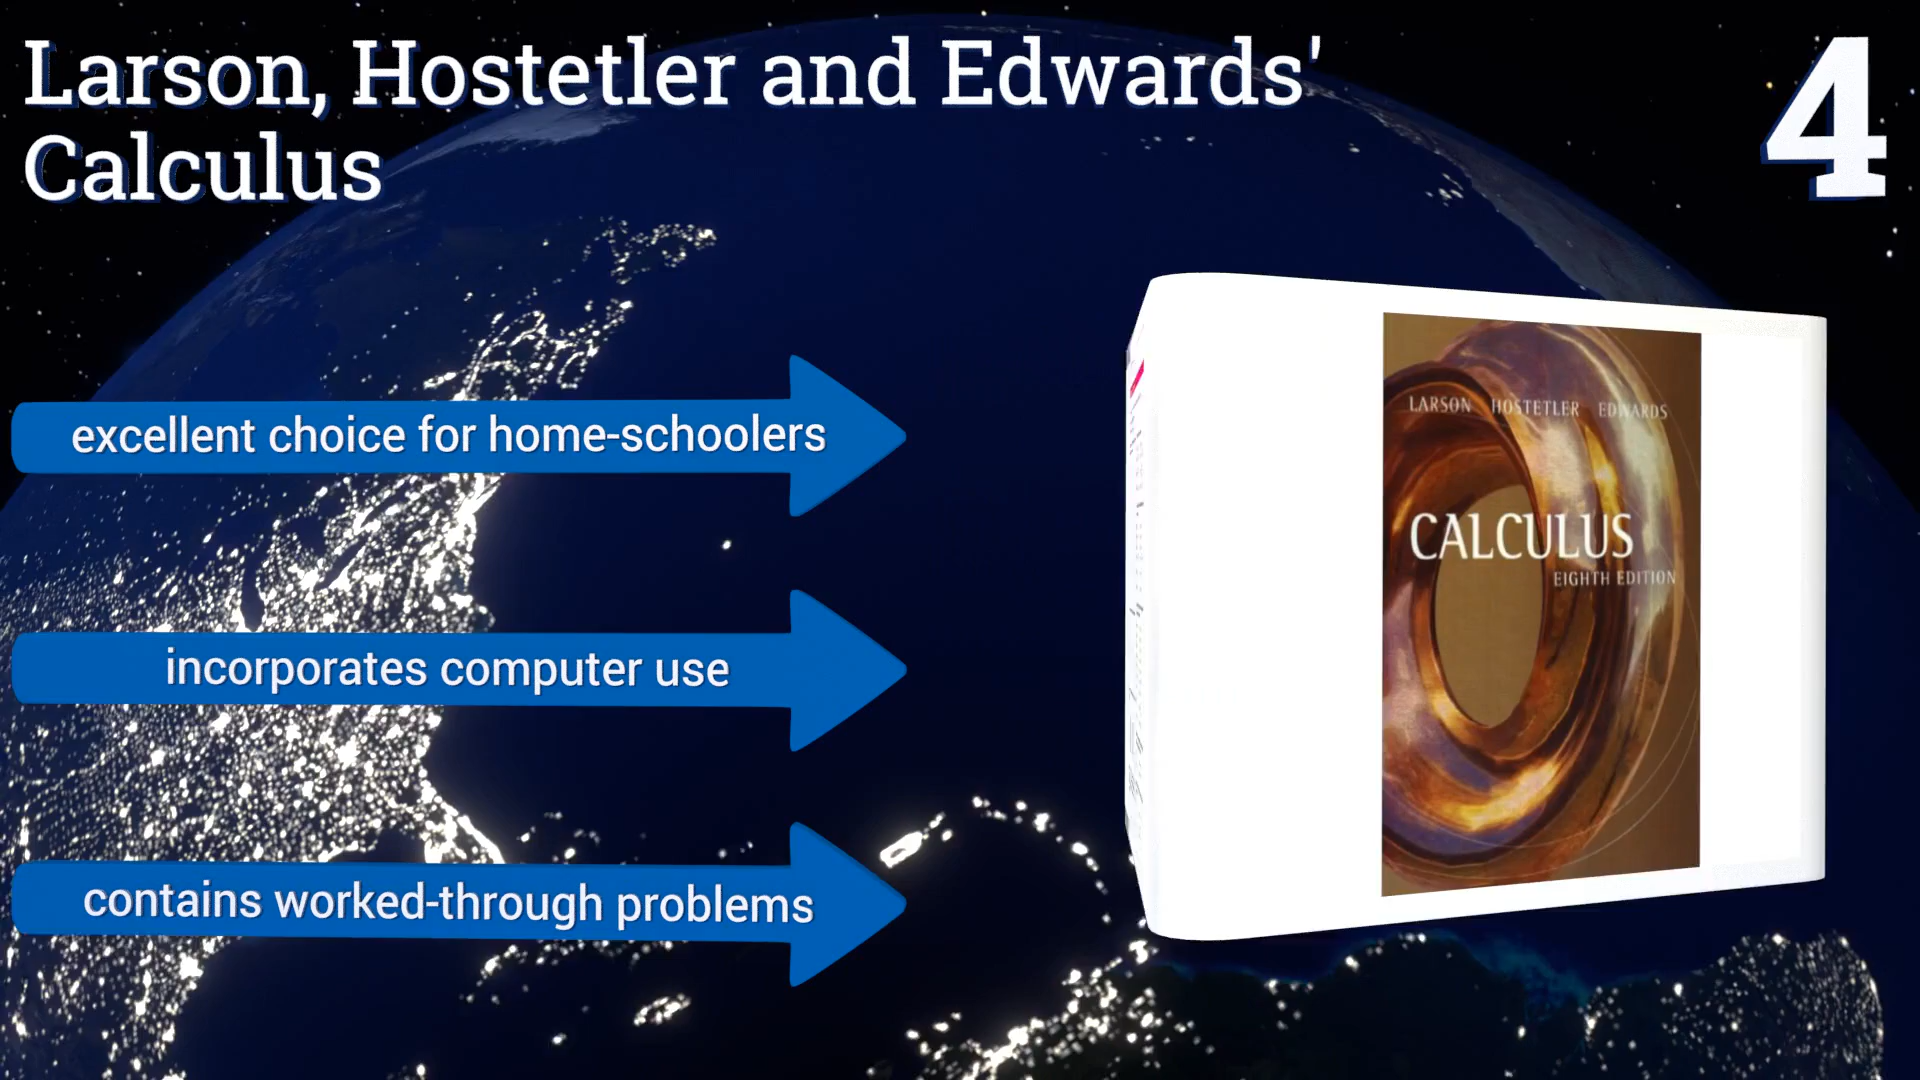 Larson, Hostetler and Edwards'
Calculus
4
excellent choice for home-schoolers
incorporates computer use
contains worked-through problems
LARSON HOSTETLER EDWARDS
CALCULUS
EIGHTH EDITION